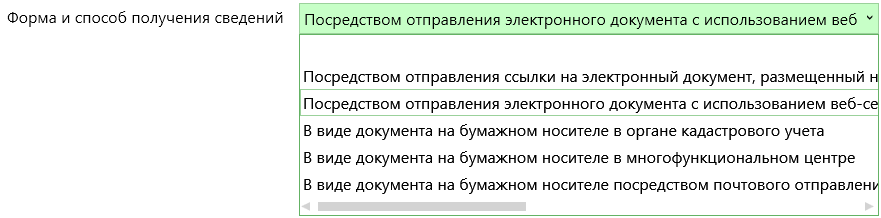 Форма и способ получения сведений
Посредством отправления электронного документа с использованием веб
Посредством отправления ссылки на электронный документ, размещенный н
Посредством отправления электронного документа с использованием веб-се
В виде документа на бумажном носителе в органе кадастрового учета
В виде документа на бумажном носителе в многофункциональном центре
В виде документа на бумажном носителе посредством почтового отправлени